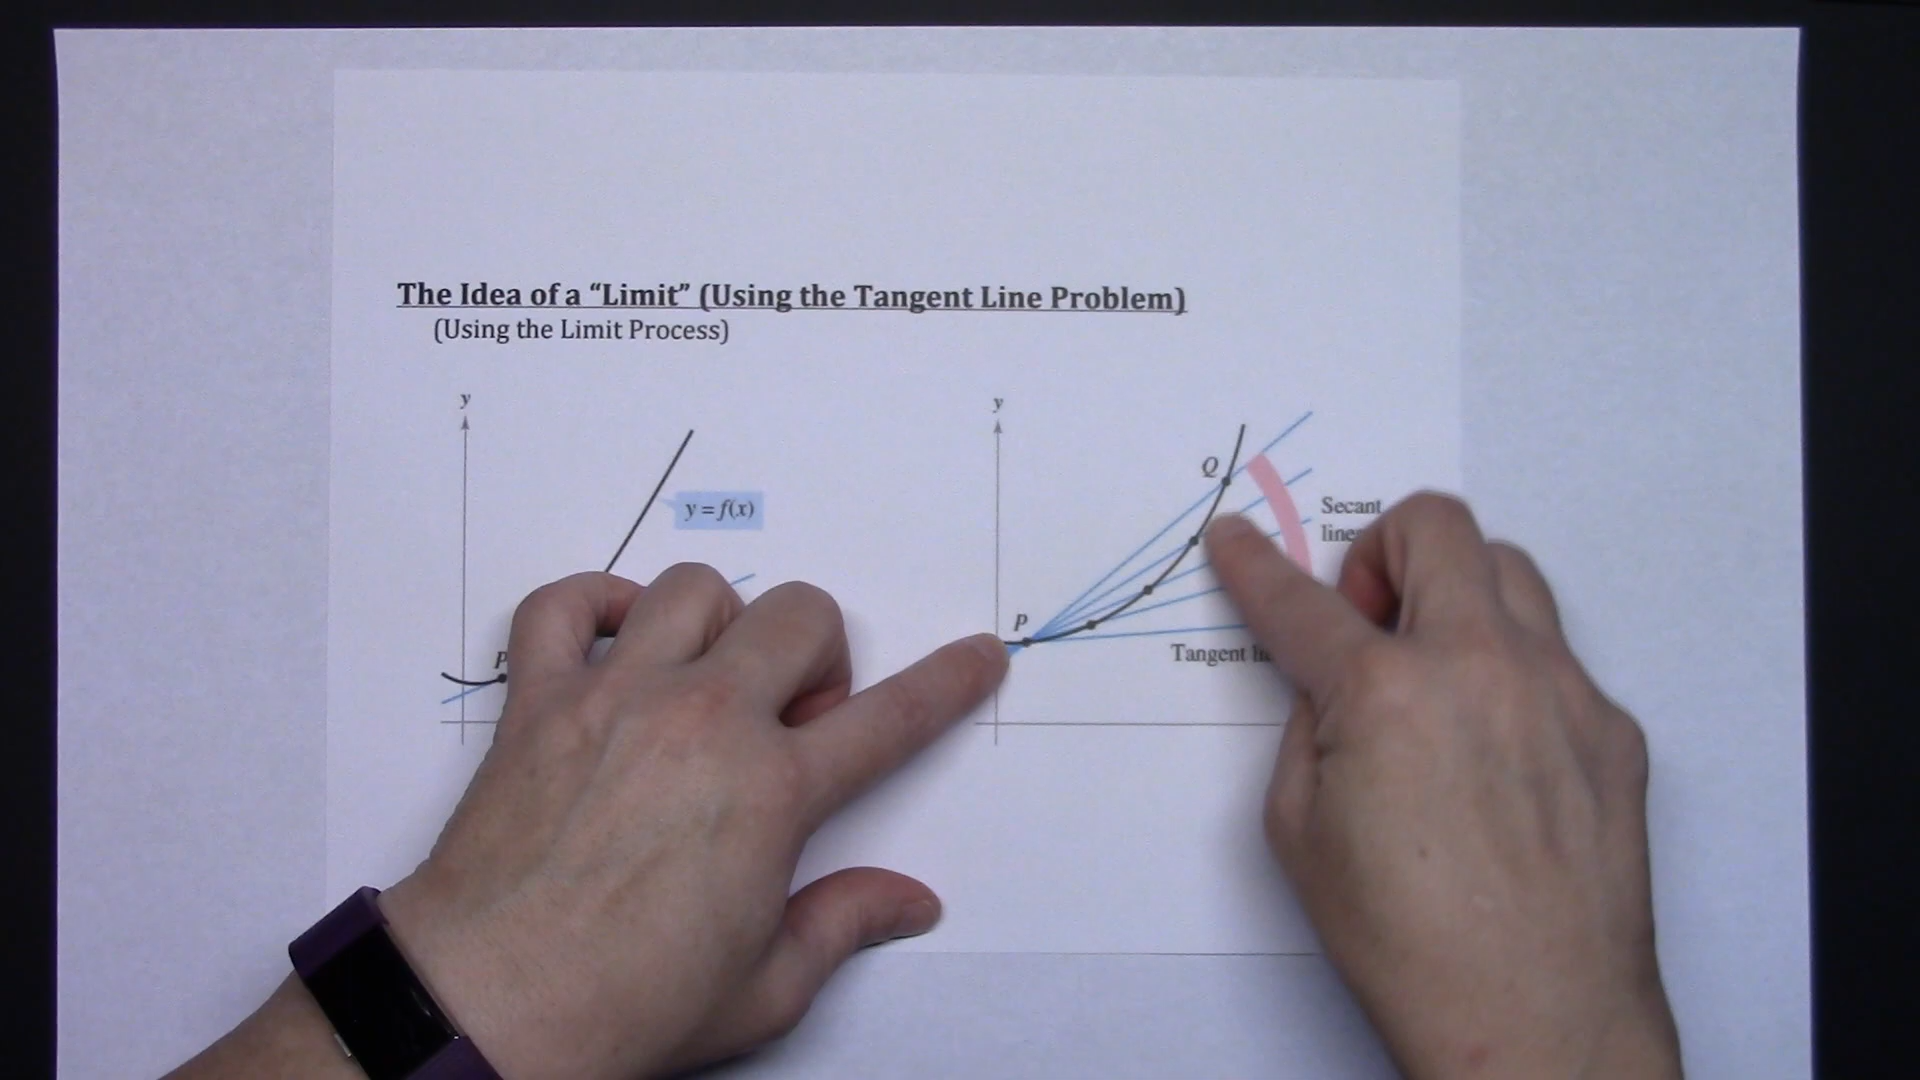 The Idea of a “Limit” (Using the Tangent Line Problem)
(Using the Limit Process)
y
y = f(x)
P
y
Q
P
Secant
Tangent